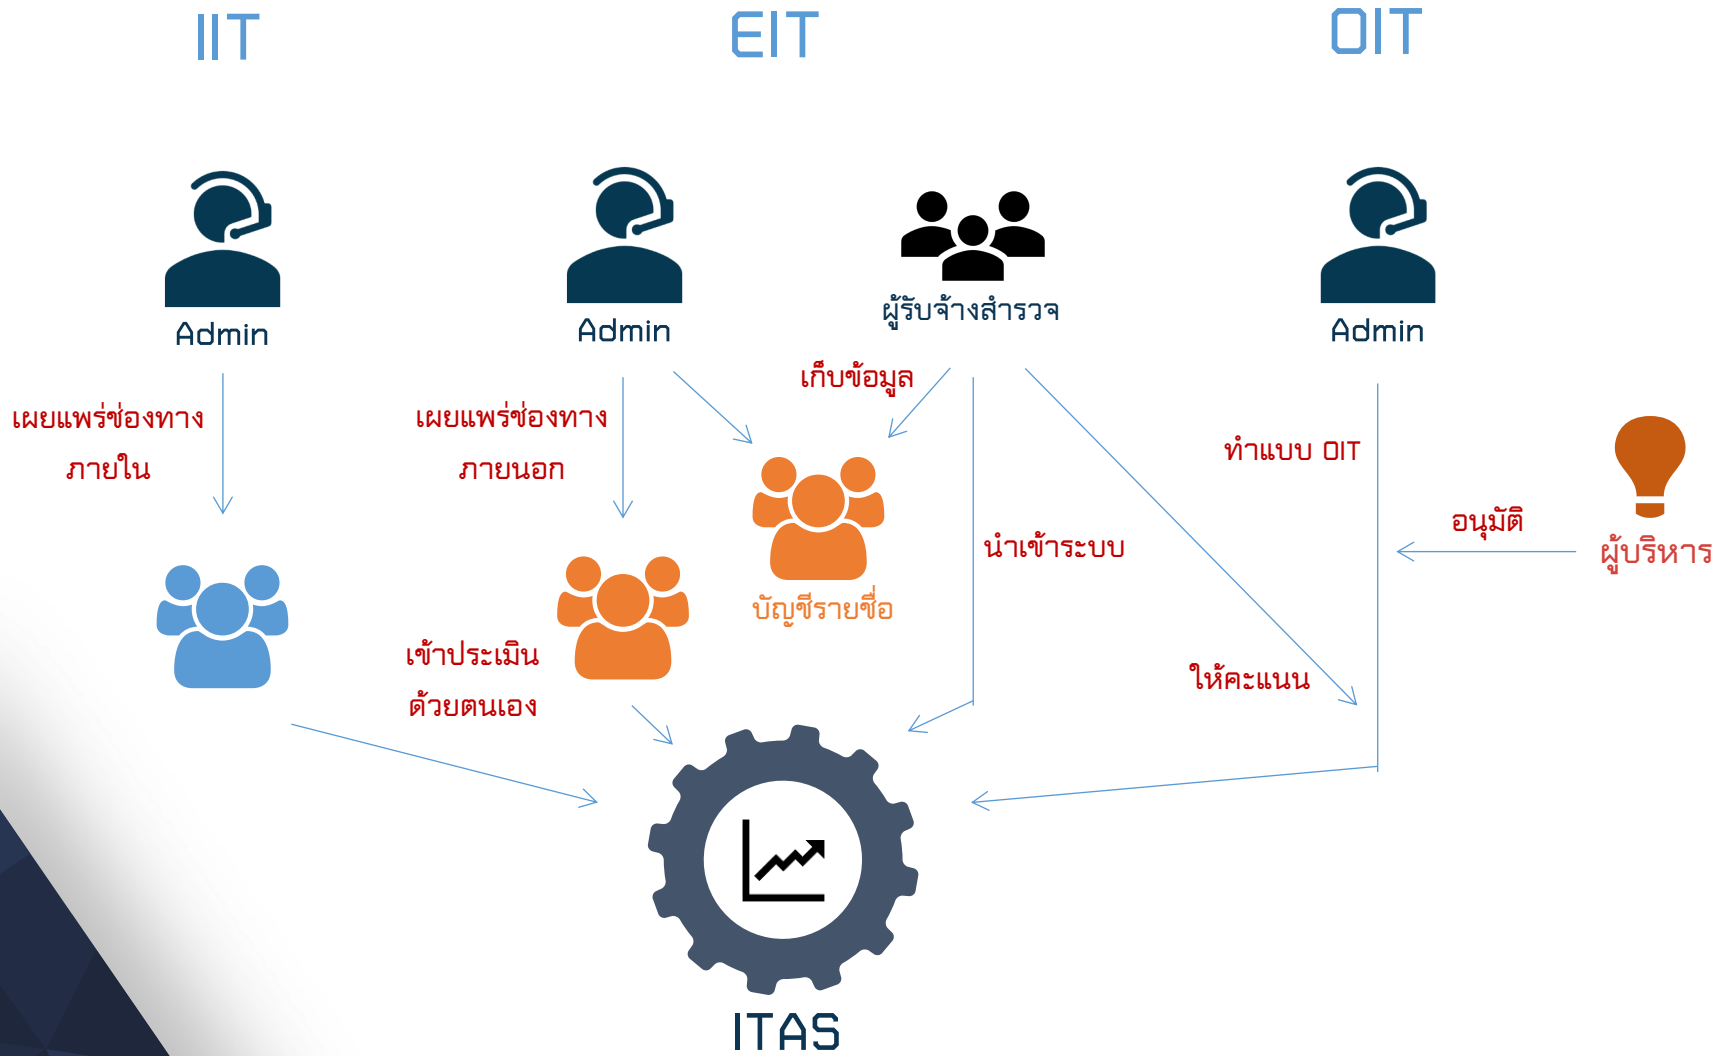 IIT
EIT
OIT
Admin
Admin
ผู้รับจ้างสำรวจ
Admin
เผยแพร่ช่องทาง
ภายใน
เผยแพร่ช่องทาง
ภายนอก
เก็บข้อมูล
ทำแบบ OIT
อนุมัติ
ผู้บริหาร
นำเข้าระบบ
บัญชีรายชื่อ
เข้าประเมิน
ด้วยตนเอง
ให้คะแนน
ITAS